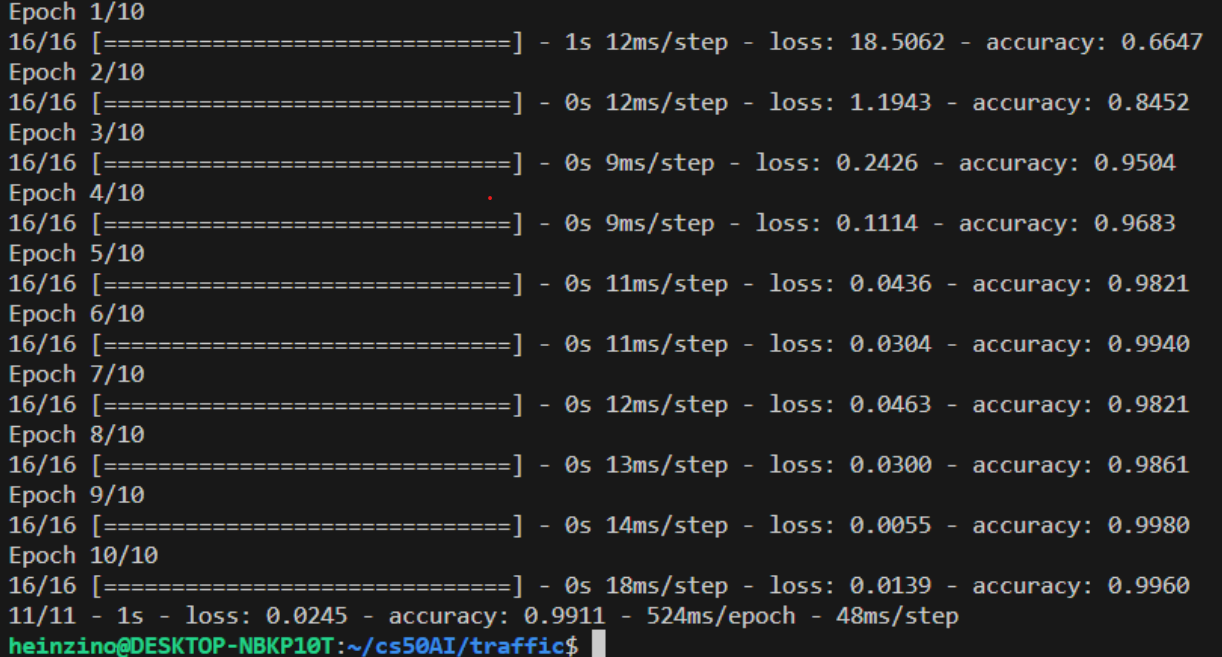 Epoch 1/10
16/16 [==============================] - 1s 12ms/step - loss: 18.5062 - accuracy: 0.6647
Epoch 2/10
16/16 [==============================] - 0s 12ms/step - loss: 1.1943 - accuracy: 0.8452
Epoch 3/10
16/16 [==============================] - 0s 9ms/step - loss: 0.2426 - accuracy: 0.9504
Epoch 4/10
16/16 [==============================] - 0s 9ms/step - loss: 0.1114 - accuracy: 0.9683
Epoch 5/10
16/16 [==============================] - 0s 11ms/step - loss: 0.0436 - accuracy: 0.9821
Epoch 6/10
16/16 [==============================] - 0s 11ms/step - loss: 0.0304 - accuracy: 0.9940
Epoch 7/10
16/16 [==============================] - 0s 12ms/step - loss: 0.0463 - accuracy: 0.9821
Epoch 8/10
16/16 [==============================] - 0s 13ms/step - loss: 0.0300 - accuracy: 0.9861
Epoch 9/10
16/16 [==============================] - 0s 14ms/step - loss: 0.0055 - accuracy: 0.9980
Epoch 10/10
16/16 [==============================] - 0s 18ms/step - loss: 0.0139 - accuracy: 0.9960
11/11 - 1s - loss: 0.0245 - accuracy: 0.9911 - 524ms/epoch - 48ms/step
heinzino@DESKTOP-NBKP10T:~/cs50AI/traffic$